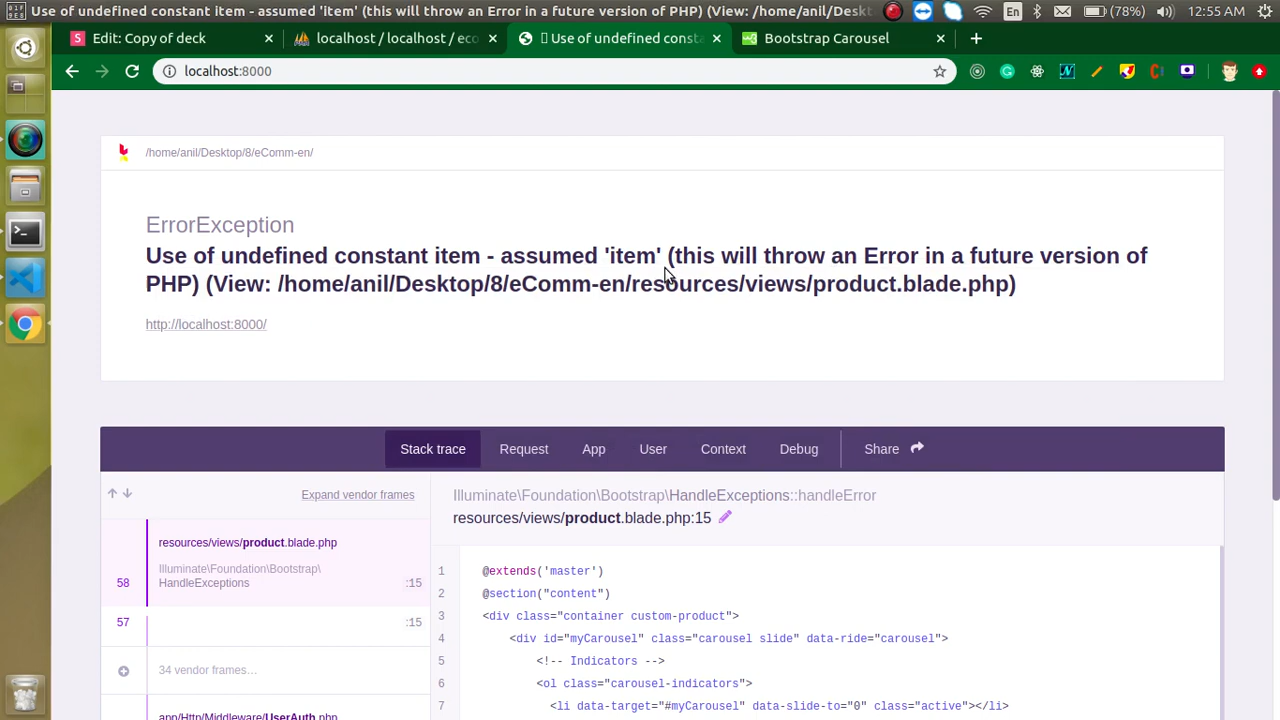 Use of undefined constant item - assumed 'item' (this will throw an Error in a future version of PHP) (View: /home/anil/Deskt
En
(78%)
12:55 AM
Edit: Copy of deck
localhost / localhost / eco
Use of undefined consta
Bootstrap Carousel
localhost:8000
/home/anil/Desktop/8/eComm-en/
ErrorException
Use of undefined constant item - assumed 'item' (this will throw an Error in a future version of
PHP) (View: /home/anil/Desktop/8/eComm-en/resources/views/product.blade.php)
http://localhost:8000/
Stack trace
Request
App
User
Context
Debug
Share
Expand vendor frames
Illuminate\Foundation\Bootstrap\HandleExceptions::handleError
resources/views/product.blade.php:15
resources/views/product.blade.php
Illuminate\Foundation\Bootstrap\
58 HandleExceptions :15
57 :15
34 vendor frames…
app/Http/Middleware/UserAuth.php
1 @extends('master')
2 @section("content")
3 <div class="container custom-product">
4 <div id="myCarousel" class="carousel slide" data-ride="carousel">
5 <!-- Indicators -->
6 <ol class="carousel-indicators">
7 <li data-target="#myCarousel" data-slide-to="0" class="active"></li>